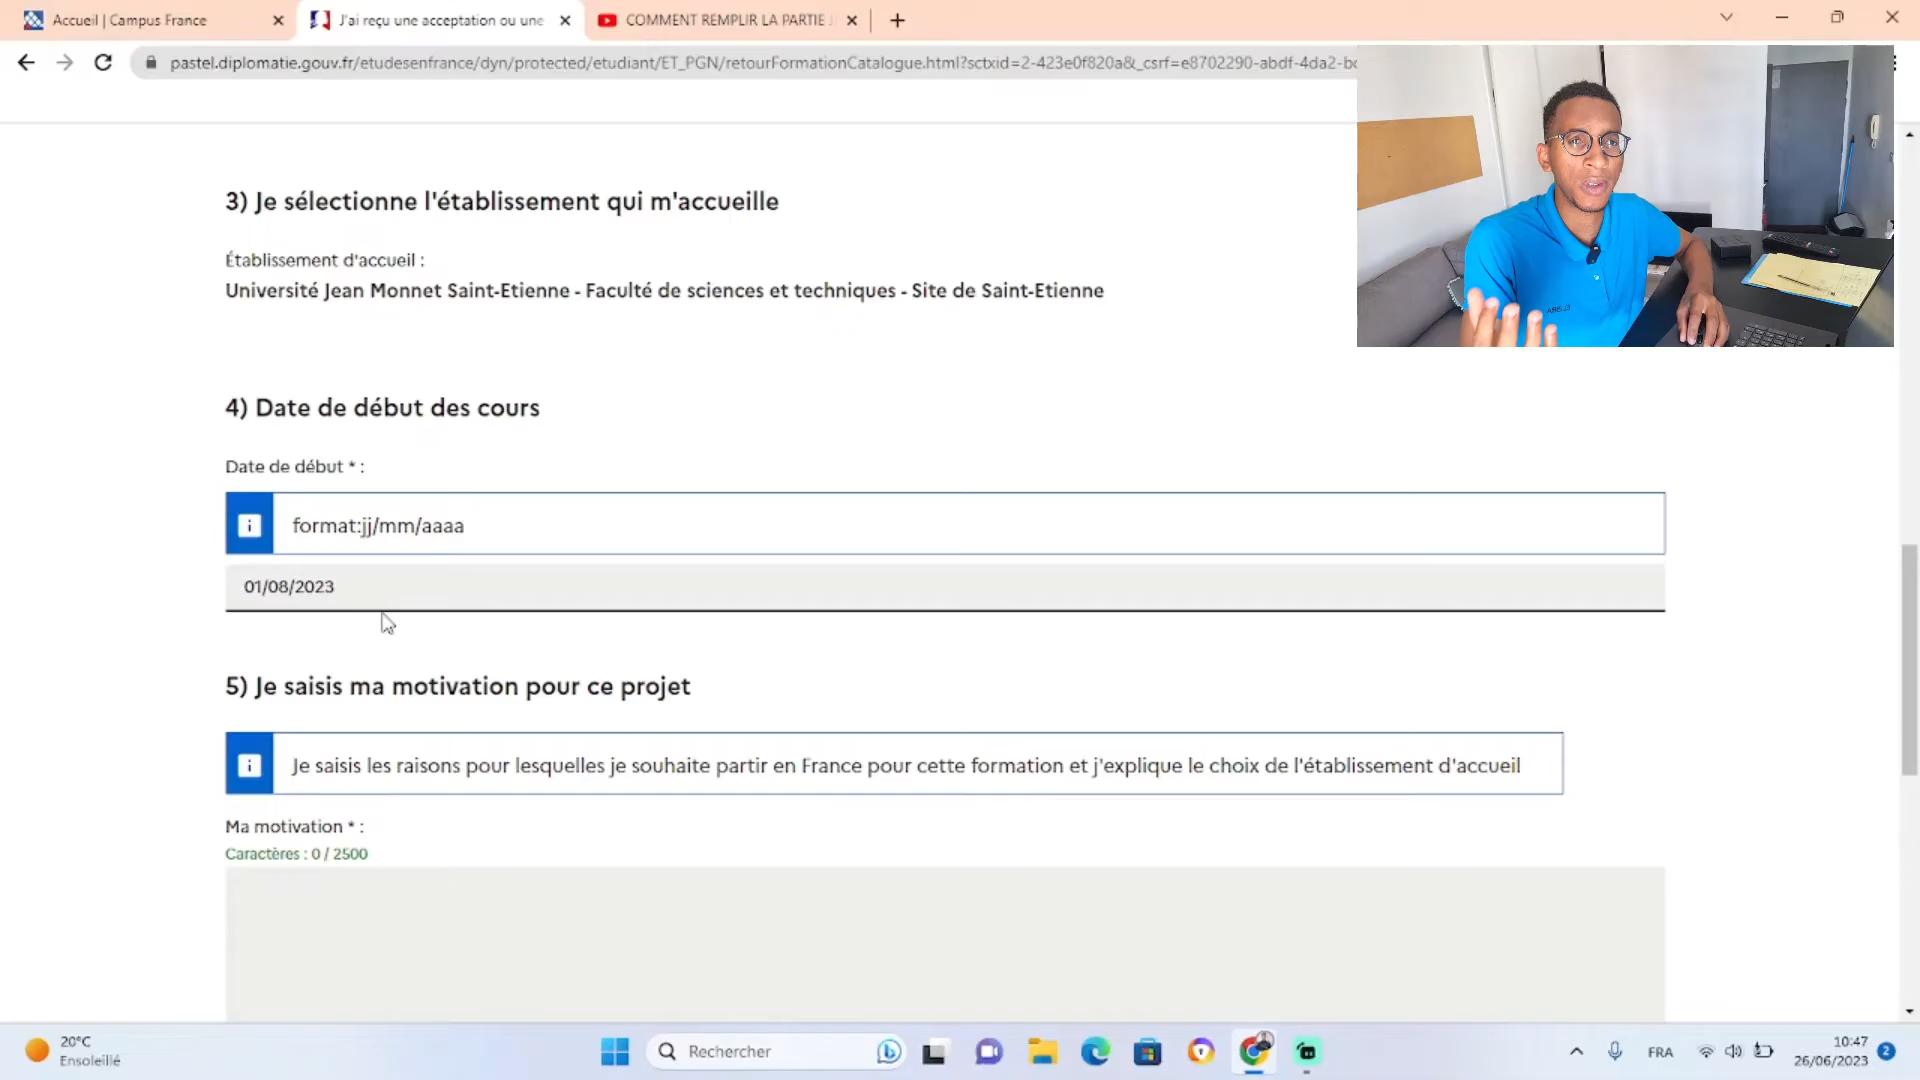 Accueil | Campus France
J'ai reçu une acceptation ou une
COMMENT REMPLIR LA PARTIE J
pastel.diplomatie.gouv.fr/etudesenfrance/dyn/protected/etudiant/ET_PGN/retourFormationCatalogue.html?sctxid=2-423e0f820a&_csrf=e8702290-abdf-4da2-bc
3) Je sélectionne l'établissement qui m'accueille
Établissement d'accueil :
Université Jean Monnet Saint-Etienne - Faculté de sciences et techniques - Site de Saint-Etienne
4) Date de début des cours
Date de début * :
format:jj/mm/aaaa
01/08/2023
5) Je saisis ma motivation pour ce projet
Je saisis les raisons pour lesquelles je souhaite partir en France pour cette formation et j'explique le choix de l'établissement d'accueil
Ma motivation * :
Caractères : 0 / 2500
20°C
Ensoleillé
Rechercher
FRA
10:47
26/06/2023
2